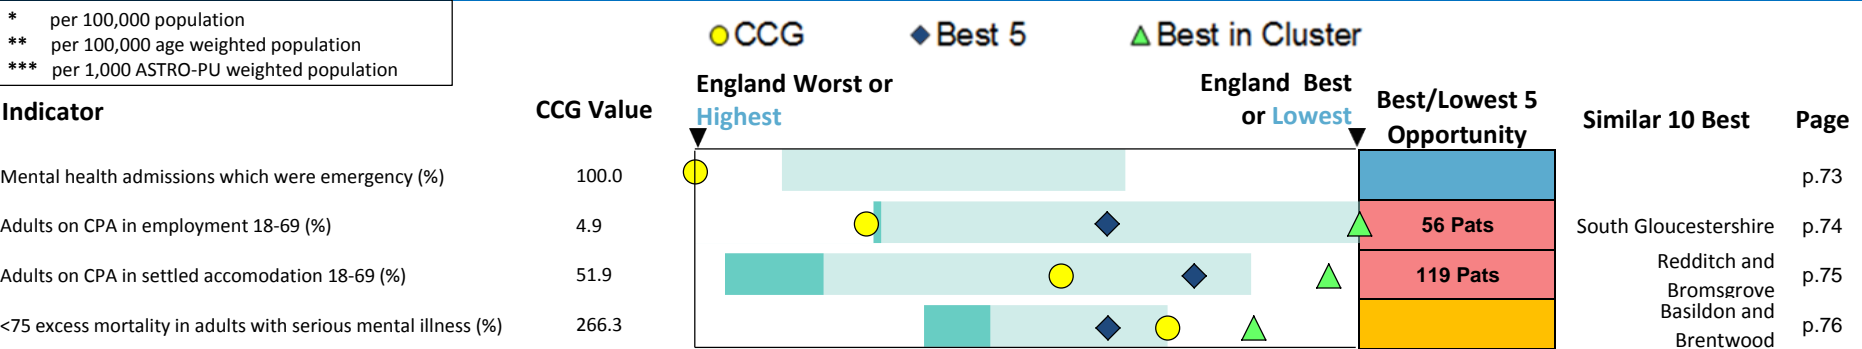 * per 100,000 population
** per 100,000 age weighted population
*** per 1,000 ASTRO-PU weighted population
CCG Best 5 Best in Cluster
Indicator CCG Value England Worst or Highest England Best or Lowest Best/Lowest 5 Opportunity Similar 10 Best Page
Mental health admissions which were emergency (%) 100.0 p.73
Adults on CPA in employment 18-69 (%) 4.9 56 Pats South Gloucestershire p.74
Adults on CPA in settled accomodation 18-69 (%) 51.9 119 Pats Redditch and Bromsgrove p.75
<75 excess mortality in adults with serious mental illness (%) 266.3 Basildon and Brentwood p.76